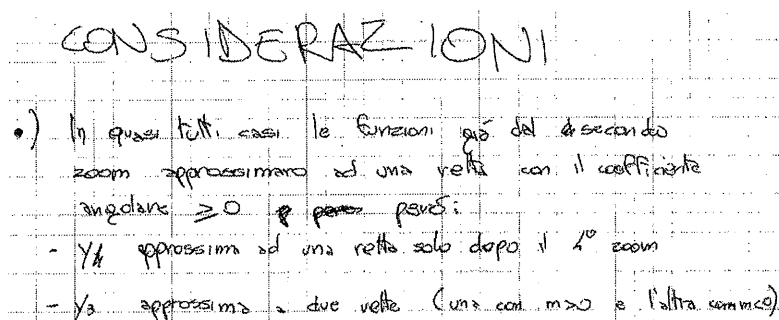 CONSIDERAZIONI
•) In quasi tutti casi le funzioni già dal secondo
zoom approssimano ad una retta con il coefficiente
angolare ≥0 però:
- Y4 approssima ad una retta solo dopo il 4° zoom
- Y3 approssima a due rette (una con m>0 e l'altra con m<0)